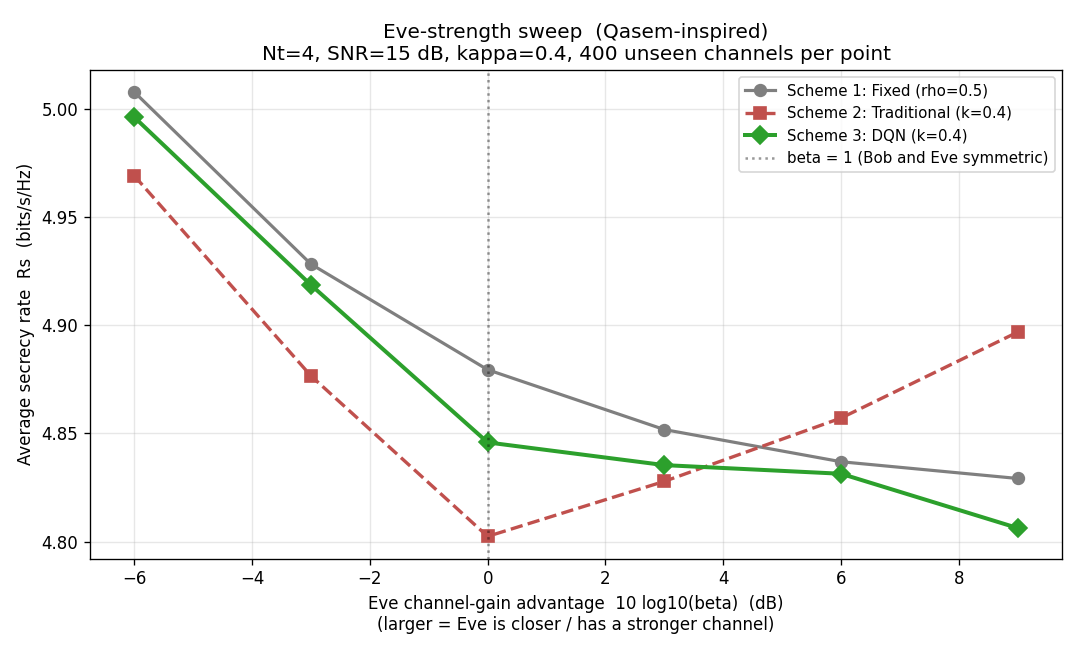 Eve-strength sweep  (Qasem-inspired)
Nt=4, SNR=15 dB, kappa=0.4, 400 unseen channels per point
Scheme 1: Fixed (rho=0.5)
Scheme 2: Traditional (k=0.4)
Scheme 3: DQN (k=0.4)
beta = 1 (Bob and Eve symmetric)
Average secrecy rate  Rs  (bits/s/Hz)
5.00
4.95
4.90
4.85
4.80
−6
−4
−2
0
2
4
6
8
Eve channel-gain advantage  10 log10(beta)  (dB)
(larger = Eve is closer / has a stronger channel)